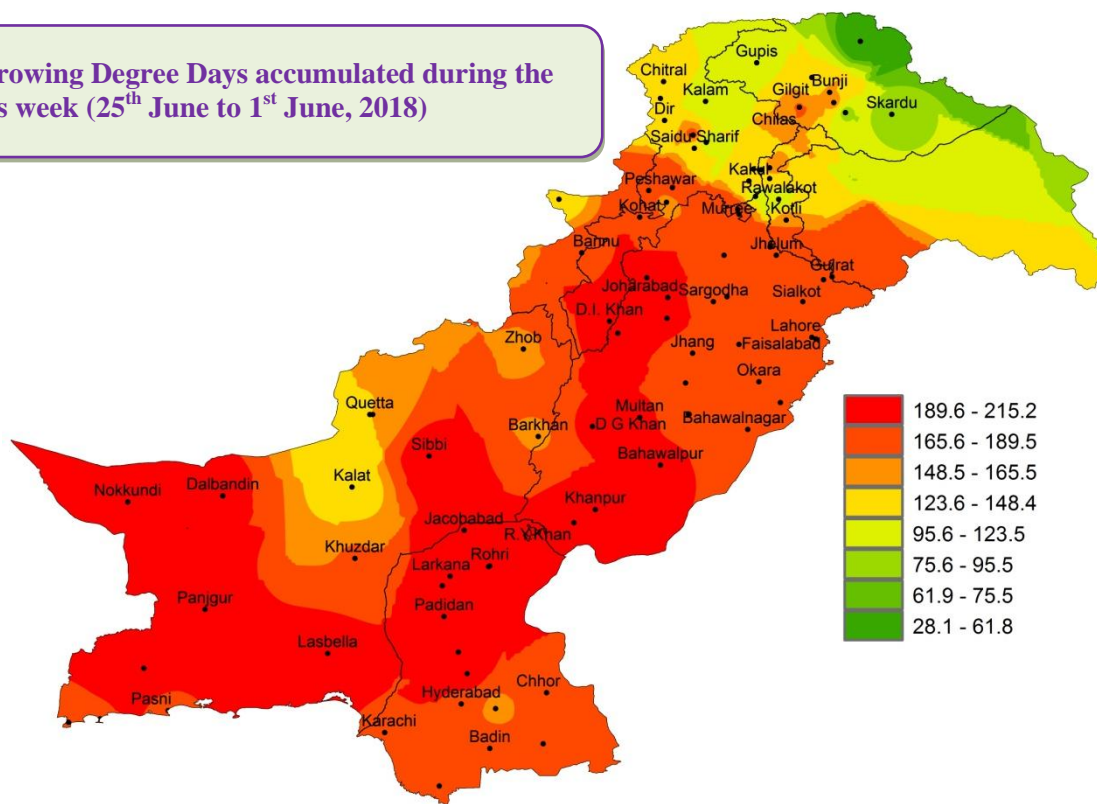 rowing Degree Days accumulated during the
s week (25th June to 1st June, 2018)
Gupis
Chitral
Bunji
Gilgit
Kalam
Skardu
Dir
Chilas
Saidu Sharif
Kakul
Peshawar
Rawalakot
Kohat
Murree
Kotli
Bannu
Jhelum
Gujrat
Joharabad
Sargodha
Sialkot
D.I. Khan
Lahore
Zhob
Jhang
Faisalabad
Okara
Quetta
Multan
Barkhan
D G Khan
Bahawalnagar
Sibbi
Bahawalpur
Kalat
Nokkundi
Dalbandin
Khanpur
Jacobabad
R.Y.Khan
Khuzdar
Rohri
Larkana
Panjgur
Padidan
Lasbella
Chhor
Hyderabad
Pasni
Karachi
Badin
189.6 - 215.2
165.6 - 189.5
148.5 - 165.5
123.6 - 148.4
95.6 - 123.5
75.6 - 95.5
61.9 - 75.5
28.1 - 61.8